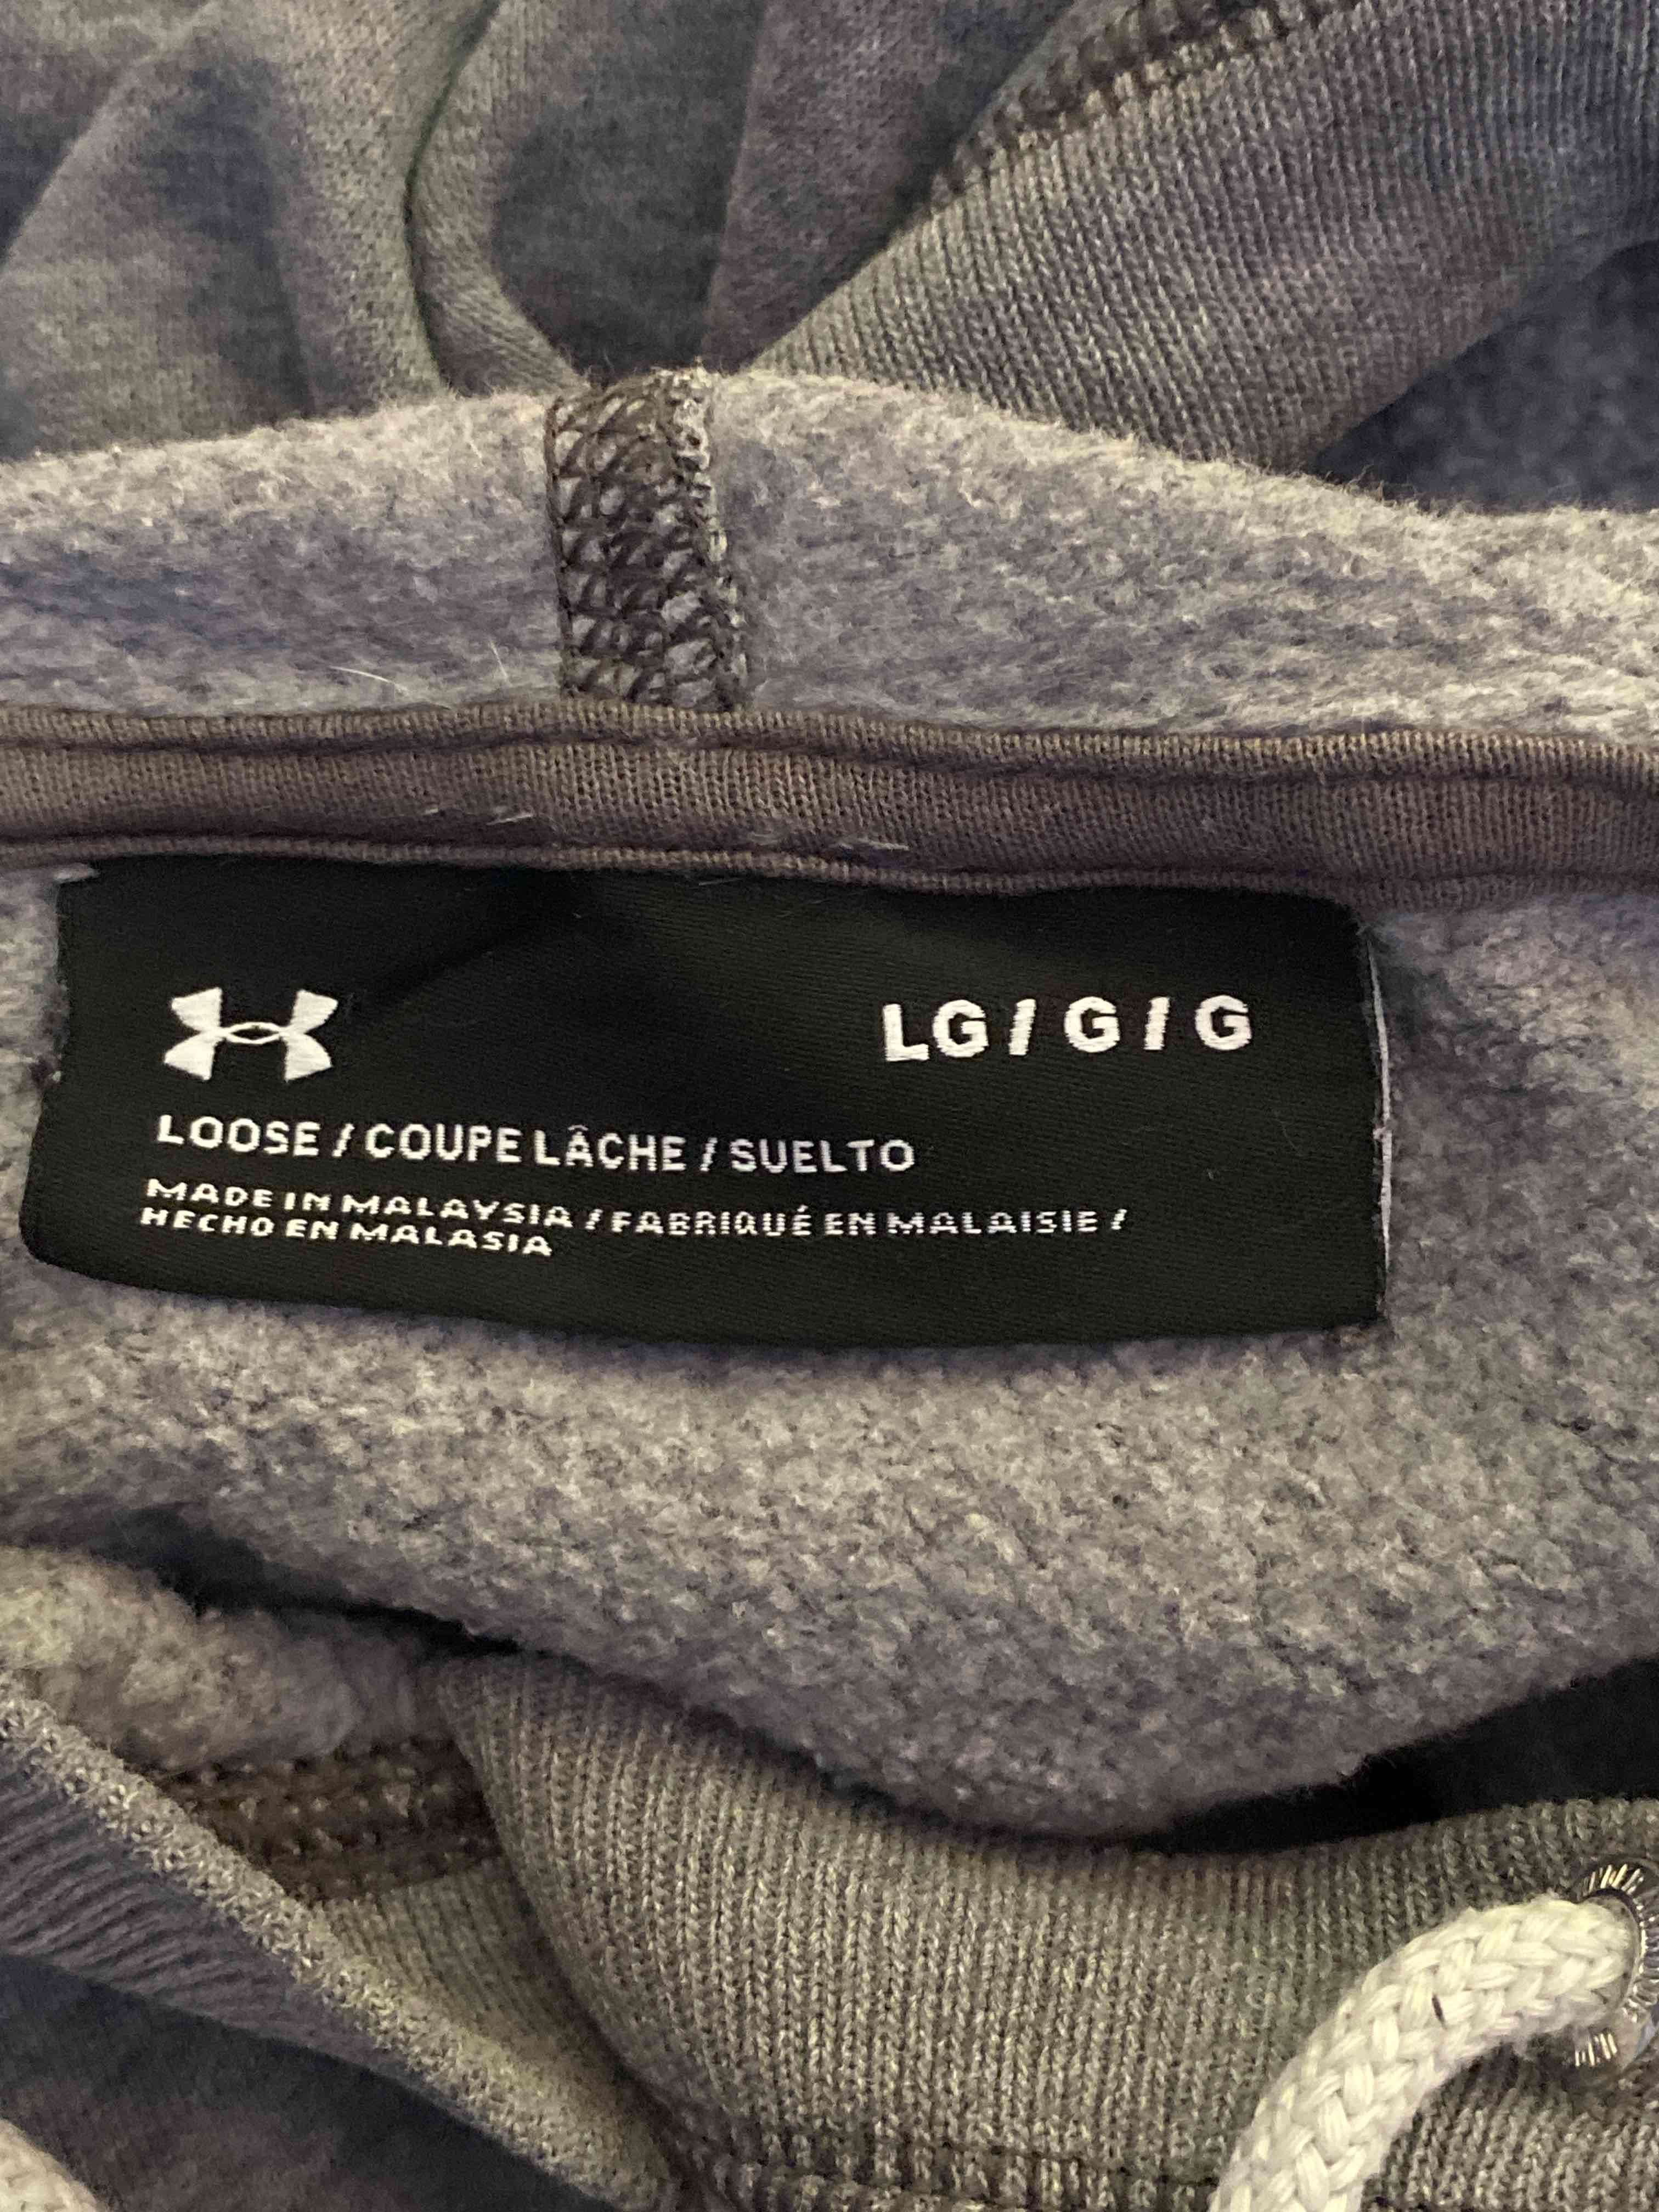 LG / G / G
LOOSE / COUPE LÂCHE / SUELTO
MADE IN MALAYSIA / FABRIQUÉ EN MALAISIE /
HECHO EN MALASIA